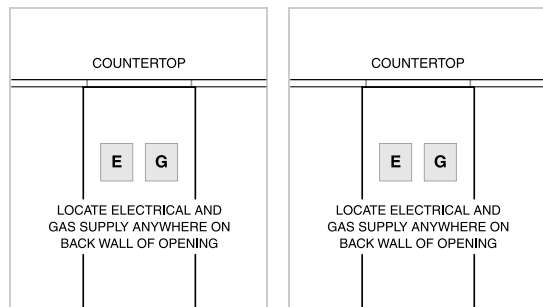 COUNTERTOP
E G
LOCATE ELECTRICAL AND
GAS SUPPLY ANYWHERE ON
BACK WALL OF OPENING
COUNTERTOP
E G
LOCATE ELECTRICAL AND
GAS SUPPLY ANYWHERE ON
BACK WALL OF OPENING